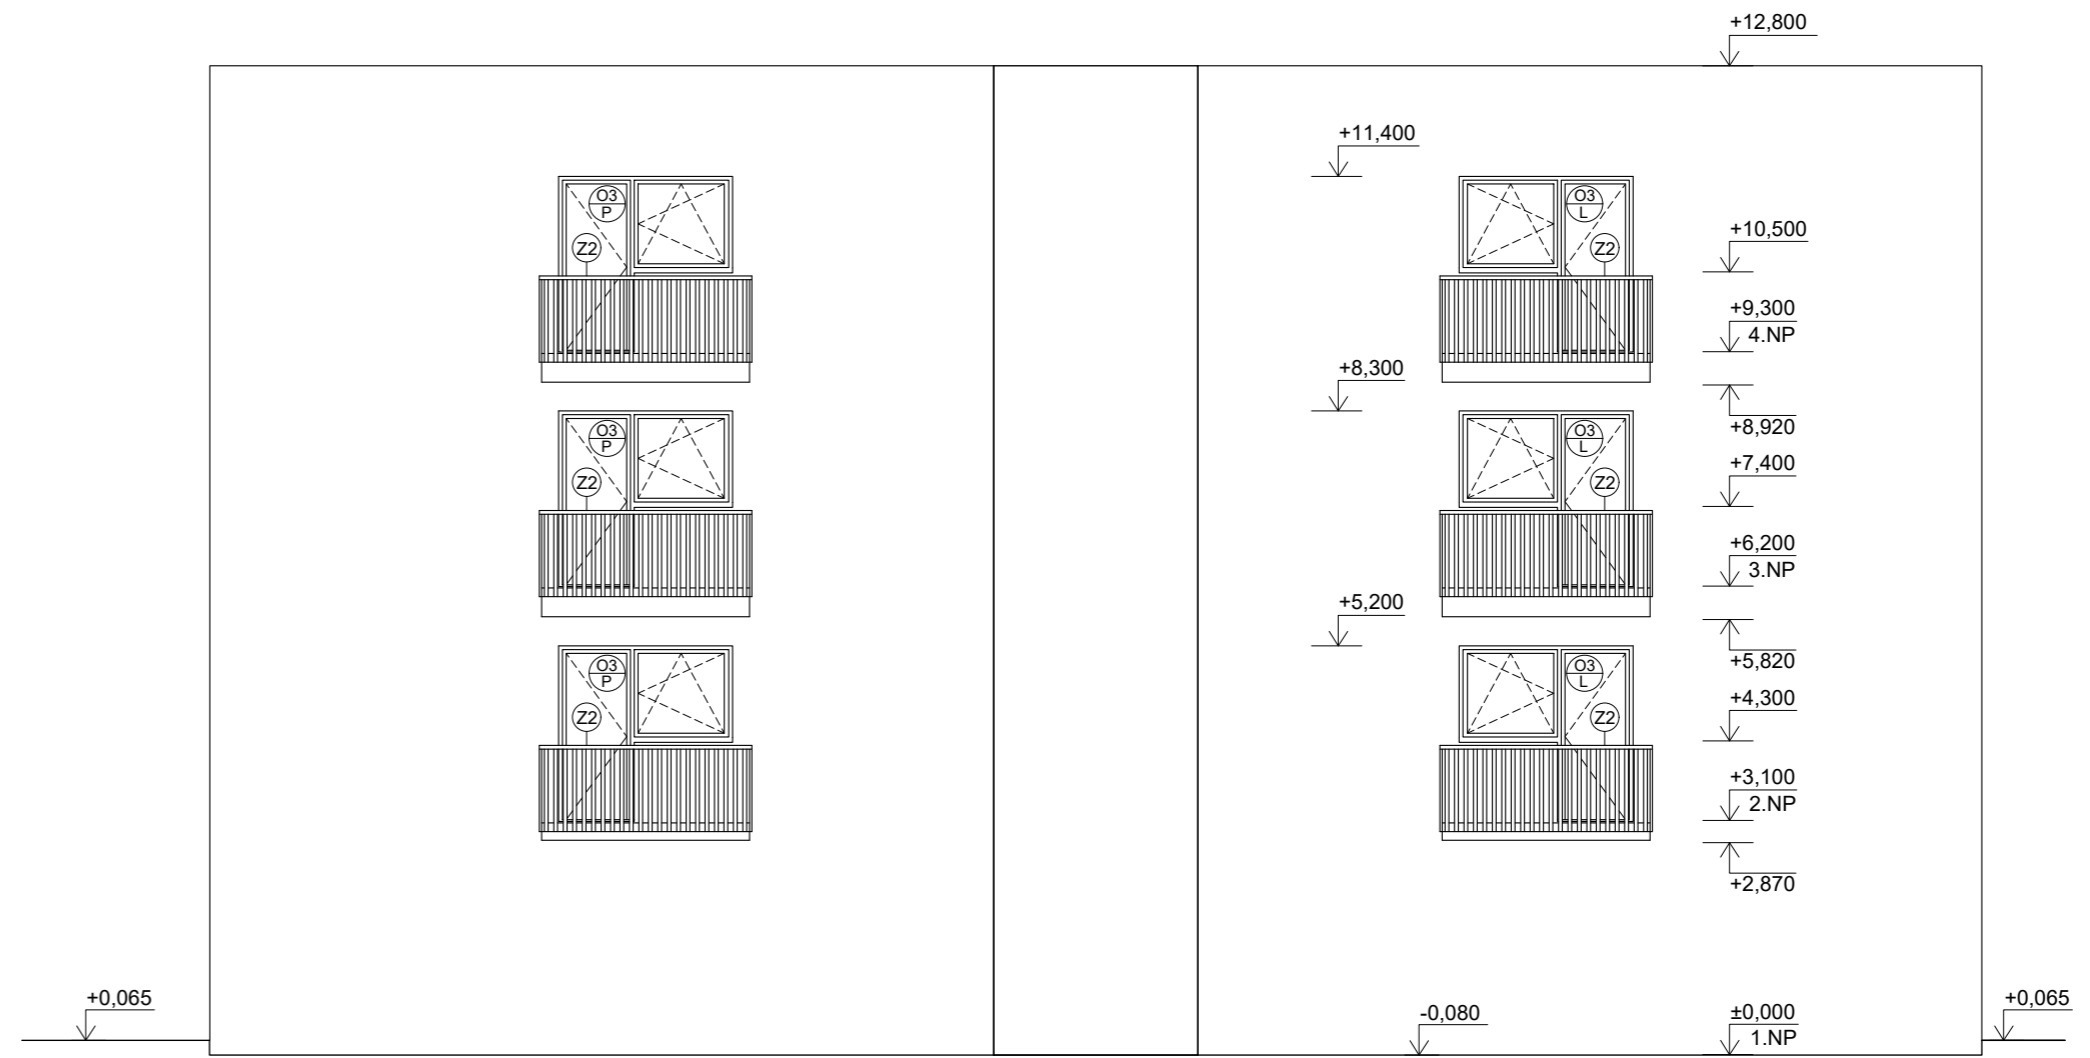 +12,800
+11,400
O3
P
O3
L
Z2
Z2
+10,500
+9,300
4.NP
+8,300
+8,920
O3
P
O3
L
+7,400
Z2
Z2
+6,200
3.NP
+5,200
+5,820
O3
P
O3
L
+4,300
Z2
Z2
+3,100
2.NP
+2,870
+0,065
-0,080
±0,000
1.NP
+0,065